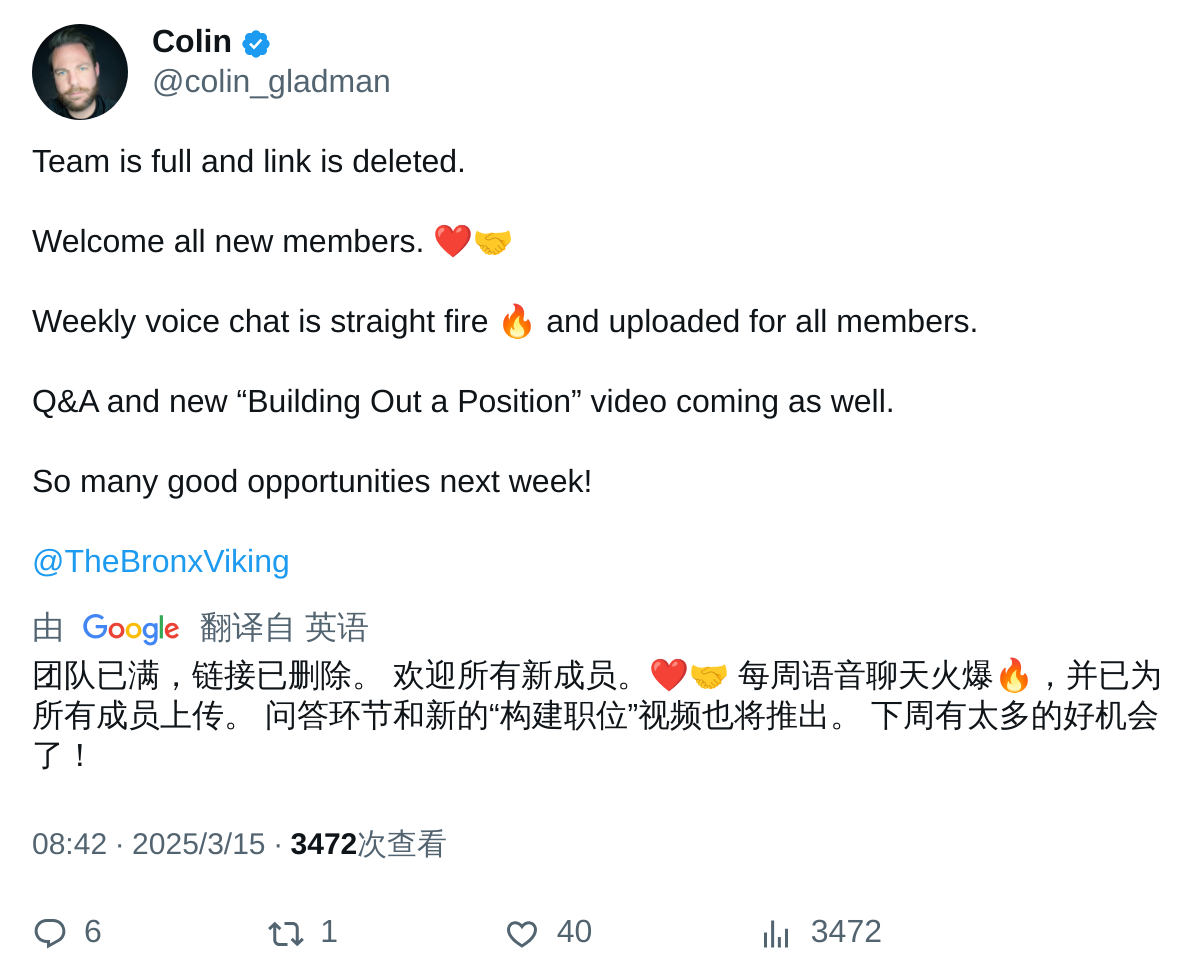 Colin
@colin_gladman
Team is full and link is deleted.
Welcome all new members. ❤️🤝
Weekly voice chat is straight fire 🔥 and uploaded for all members.
Q&A and new “Building Out a Position” video coming as well.
So many good opportunities next week!
@TheBronxViking
由 Google 翻译自 英语
团队已满，链接已删除。 欢迎所有新成员。❤️🤝 每周语音聊天火爆🔥，并已为
所有成员上传。 问答环节和新的“构建职位”视频也将推出。 下周有太多的好机会
了！
08:42 · 2025/3/15 · 3472次查看
6 1 40 3472